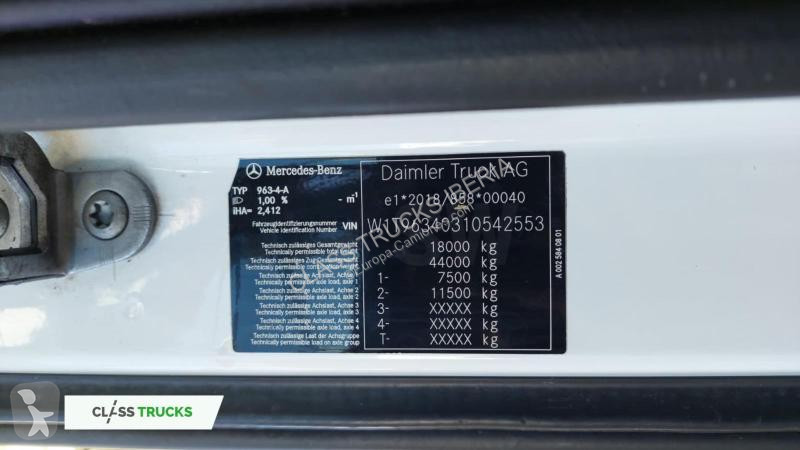 Mercedes-Benz
Daimler Truck AG
TYP 963-4-A
1,00 % - m¹
iHA= 2,412
e1*2018/858*00040
Fahrzeugidentifizierungsnummer
Vehicle Identification Number
VIN
Technisch zulässiges Gesamtgewicht
Technically permissible total weight
18000 kg
Technisch zulässiges Zug-Gesamtgewicht
Technically permissible combination weight
44000 kg
Technisch zulässige Achslast, Achse 1
Technically permissible axle load, axle 1
1- 7500 kg
Technisch zulässige Achslast, Achse 2
Technically permissible axle load, axle 2
2- 11500 kg
Technisch zulässige Achslast, Achse 3
Technically permissible axle load, axle 3
3- XXXXX kg
Technisch zulässige Achslast, Achse 4
Technically permissible axle load, axle 4
4- XXXXX kg
Technisch zulässige Last der Achsgruppe
Technically permissible load on axle group
T- XXXXX kg
A 002 584 08 01
TRUCKS IBERIA
CLASS TRUCKS